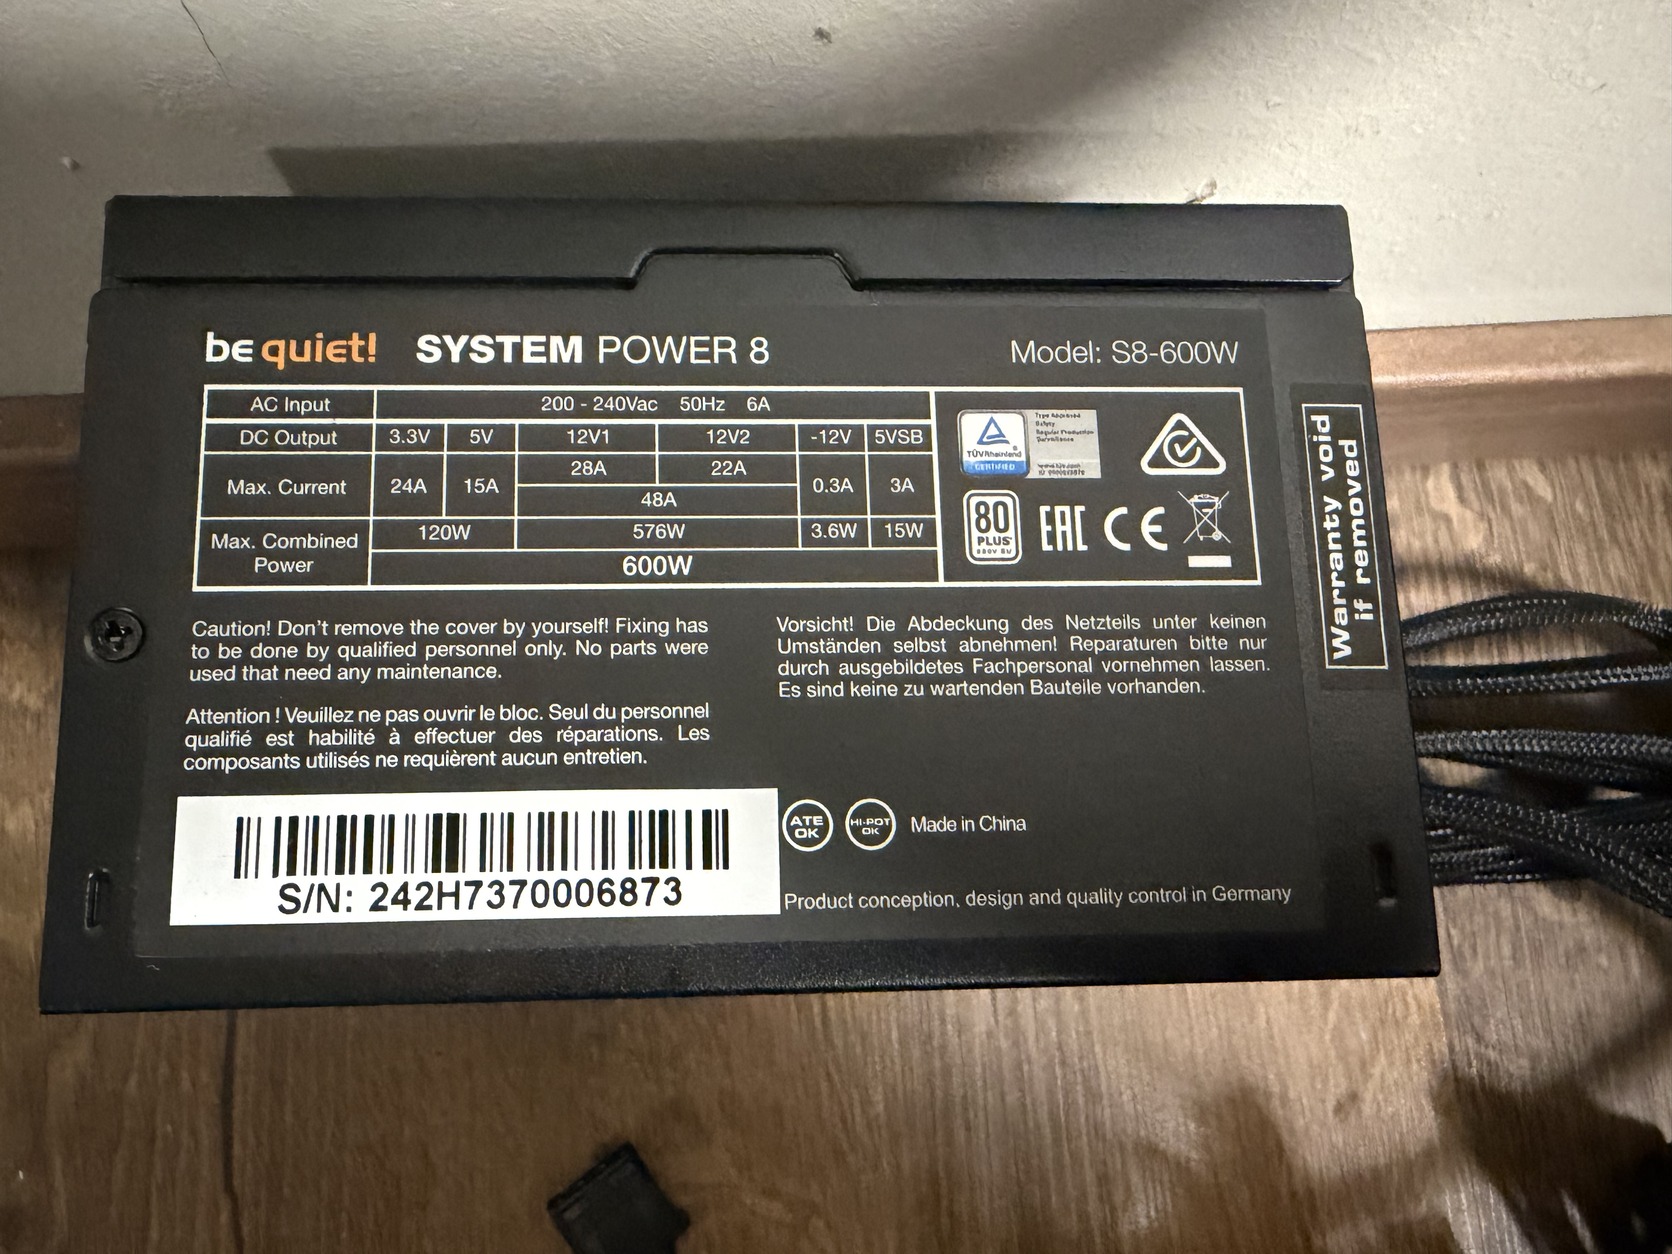 be quiet! SYSTEM POWER 8
Model: S8-600W
AC Input 200 - 240Vac 50Hz 6A
DC Output 3.3V 5V 12V1 12V2 -12V 5VSB
Max. Current 24A 15A 28A 22A 0.3A 3A
48A
Max. Combined Power 120W 576W 3.6W 15W
600W
TÜVRheinland
CERTIFIED
Type Approved
Safety
Regular Production
Surveillance
80
PLUS
EAC CE
Warranty void
if removed
Caution! Don't remove the cover by yourself! Fixing has
to be done by qualified personnel only. No parts were
used that need any maintenance.
Vorsicht! Die Abdeckung des Netzteils unter keinen
Umständen selbst abnehmen! Reparaturen bitte nur
durch ausgebildetes Fachpersonal vornehmen lassen.
Es sind keine zu wartenden Bauteile vorhanden.
Attention ! Veuillez ne pas ouvrir le bloc. Seul du personnel
qualifié est habilité à effectuer des réparations. Les
composants utilisés ne requièrent aucun entretien.
S/N: 242H7370006873
ATE
OK
HI-POT
OK
Made in China
Product conception, design and quality control in Germany